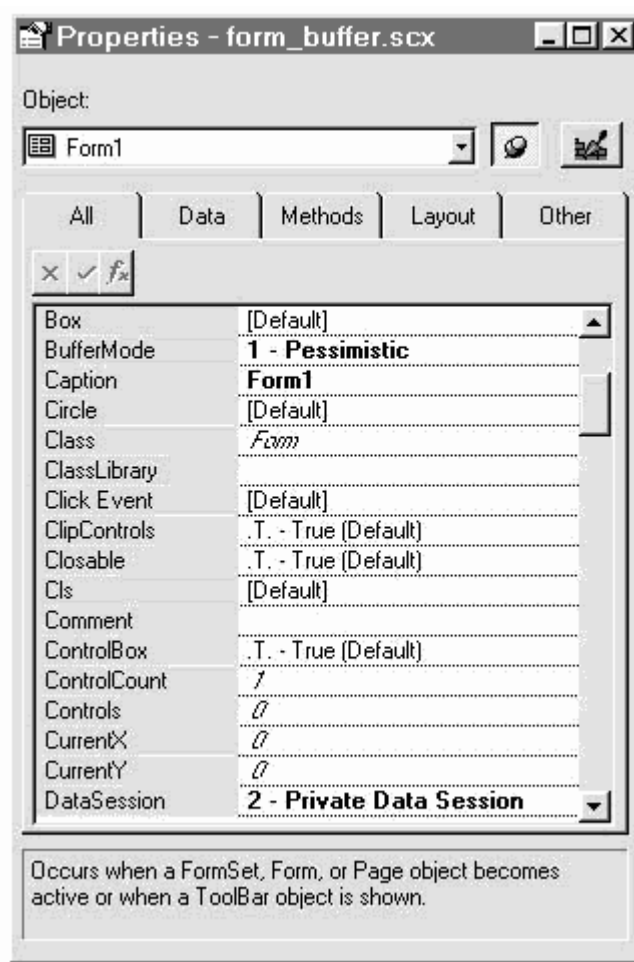 Properties - form_buffer.scx
Object:
Form1
All Data Methods Layout Other
× ✓ fx
Box [Default]
BufferMode 1 - Pessimistic
Caption Form1
Circle [Default]
Class Form
ClassLibrary
Click Event [Default]
ClipControls .T. - True (Default)
Closable .T. - True (Default)
Cls [Default]
Comment
ControlBox .T. - True (Default)
ControlCount 1
Controls 0
CurrentX 0
CurrentY 0
DataSession 2 - Private Data Session
Occurs when a FormSet, Form, or Page object becomes
active or when a ToolBar object is shown.